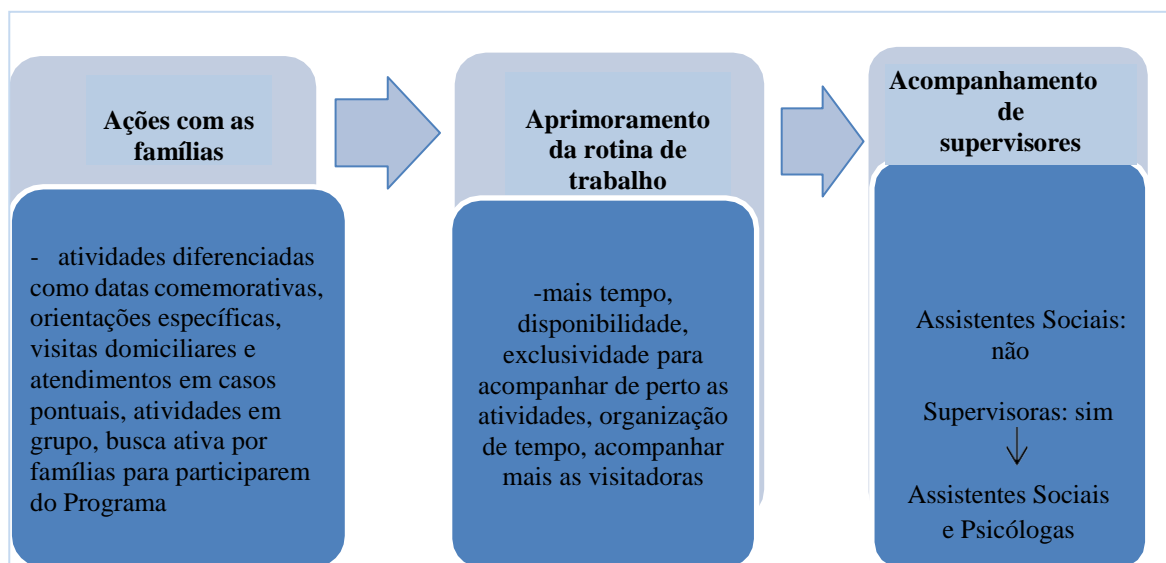 Ações com as
famílias
- atividades diferenciadas
como datas comemorativas,
orientações específicas,
visitas domiciliares e
atendimentos em casos
pontuais, atividades em
grupo, busca ativa por
famílias para participarem
do Programa
Aprimoramento
da rotina de
trabalho
-mais tempo,
disponibilidade,
exclusividade para
acompanhar de perto as
atividades, organização
de tempo, acompanhar
mais as visitadoras
Acompanhamento
de
supervisores
Assistentes Sociais:
não
Supervisoras: sim
Assistentes Sociais
e Psicólogas